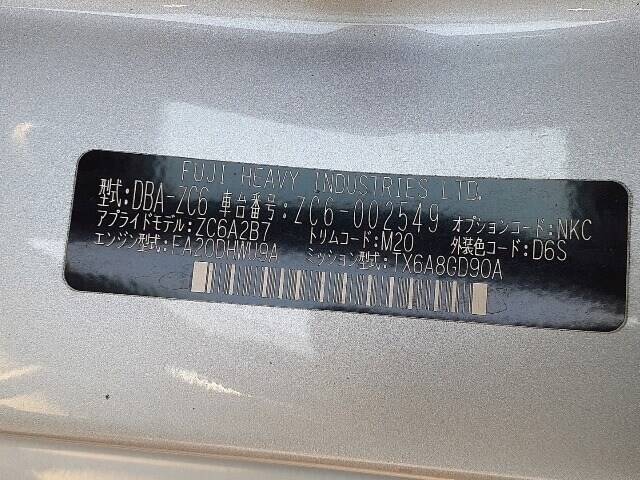 FUJI HEAVY INDUSTRIES LTD.
型式:DBA-ZC6 車台番号:ZC6-002549 オプションコード:NKC
アプライドモデル:ZC6A2B7 トリムコード:M20 外装色コード:D6S
エンジン型式:FA20DHWU9A ミッション型式:TX6A8GD90A